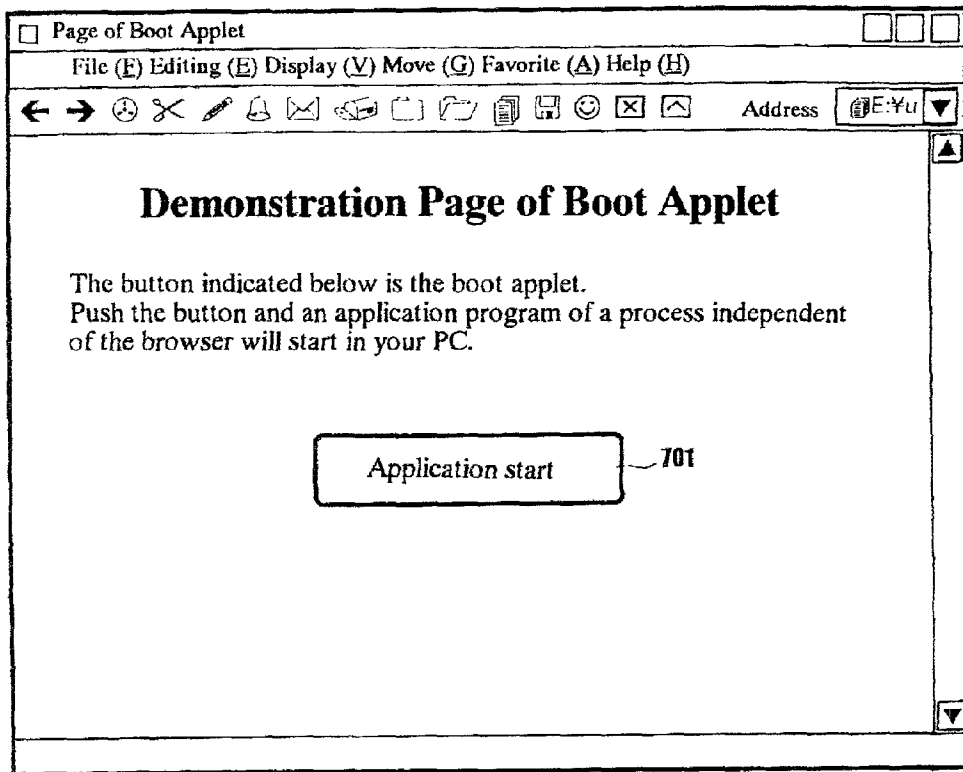 Page of Boot Applet
File (F) Editing (E) Display (V) Move (G) Favorite (A) Help (H)
Address E:¥u
Demonstration Page of Boot Applet
The button indicated below is the boot applet.
Push the button and an application program of a process independent
of the browser will start in your PC.
Application start
701